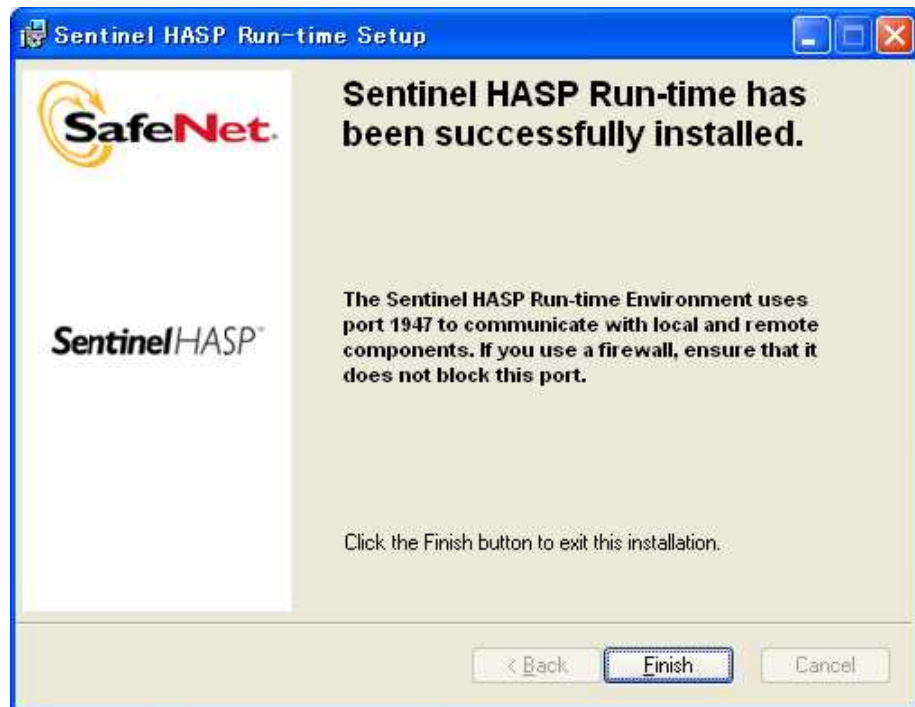 Sentinel HASP Run-time Setup
SafeNet.
Sentinel HASP Run-time has
been successfully installed.
The Sentinel HASP Run-time Environment uses
port 1947 to communicate with local and remote
components. If you use a firewall, ensure that it
does not block this port.
SentinelHASP™
Click the Finish button to exit this installation.
< Back
Finish
Cancel